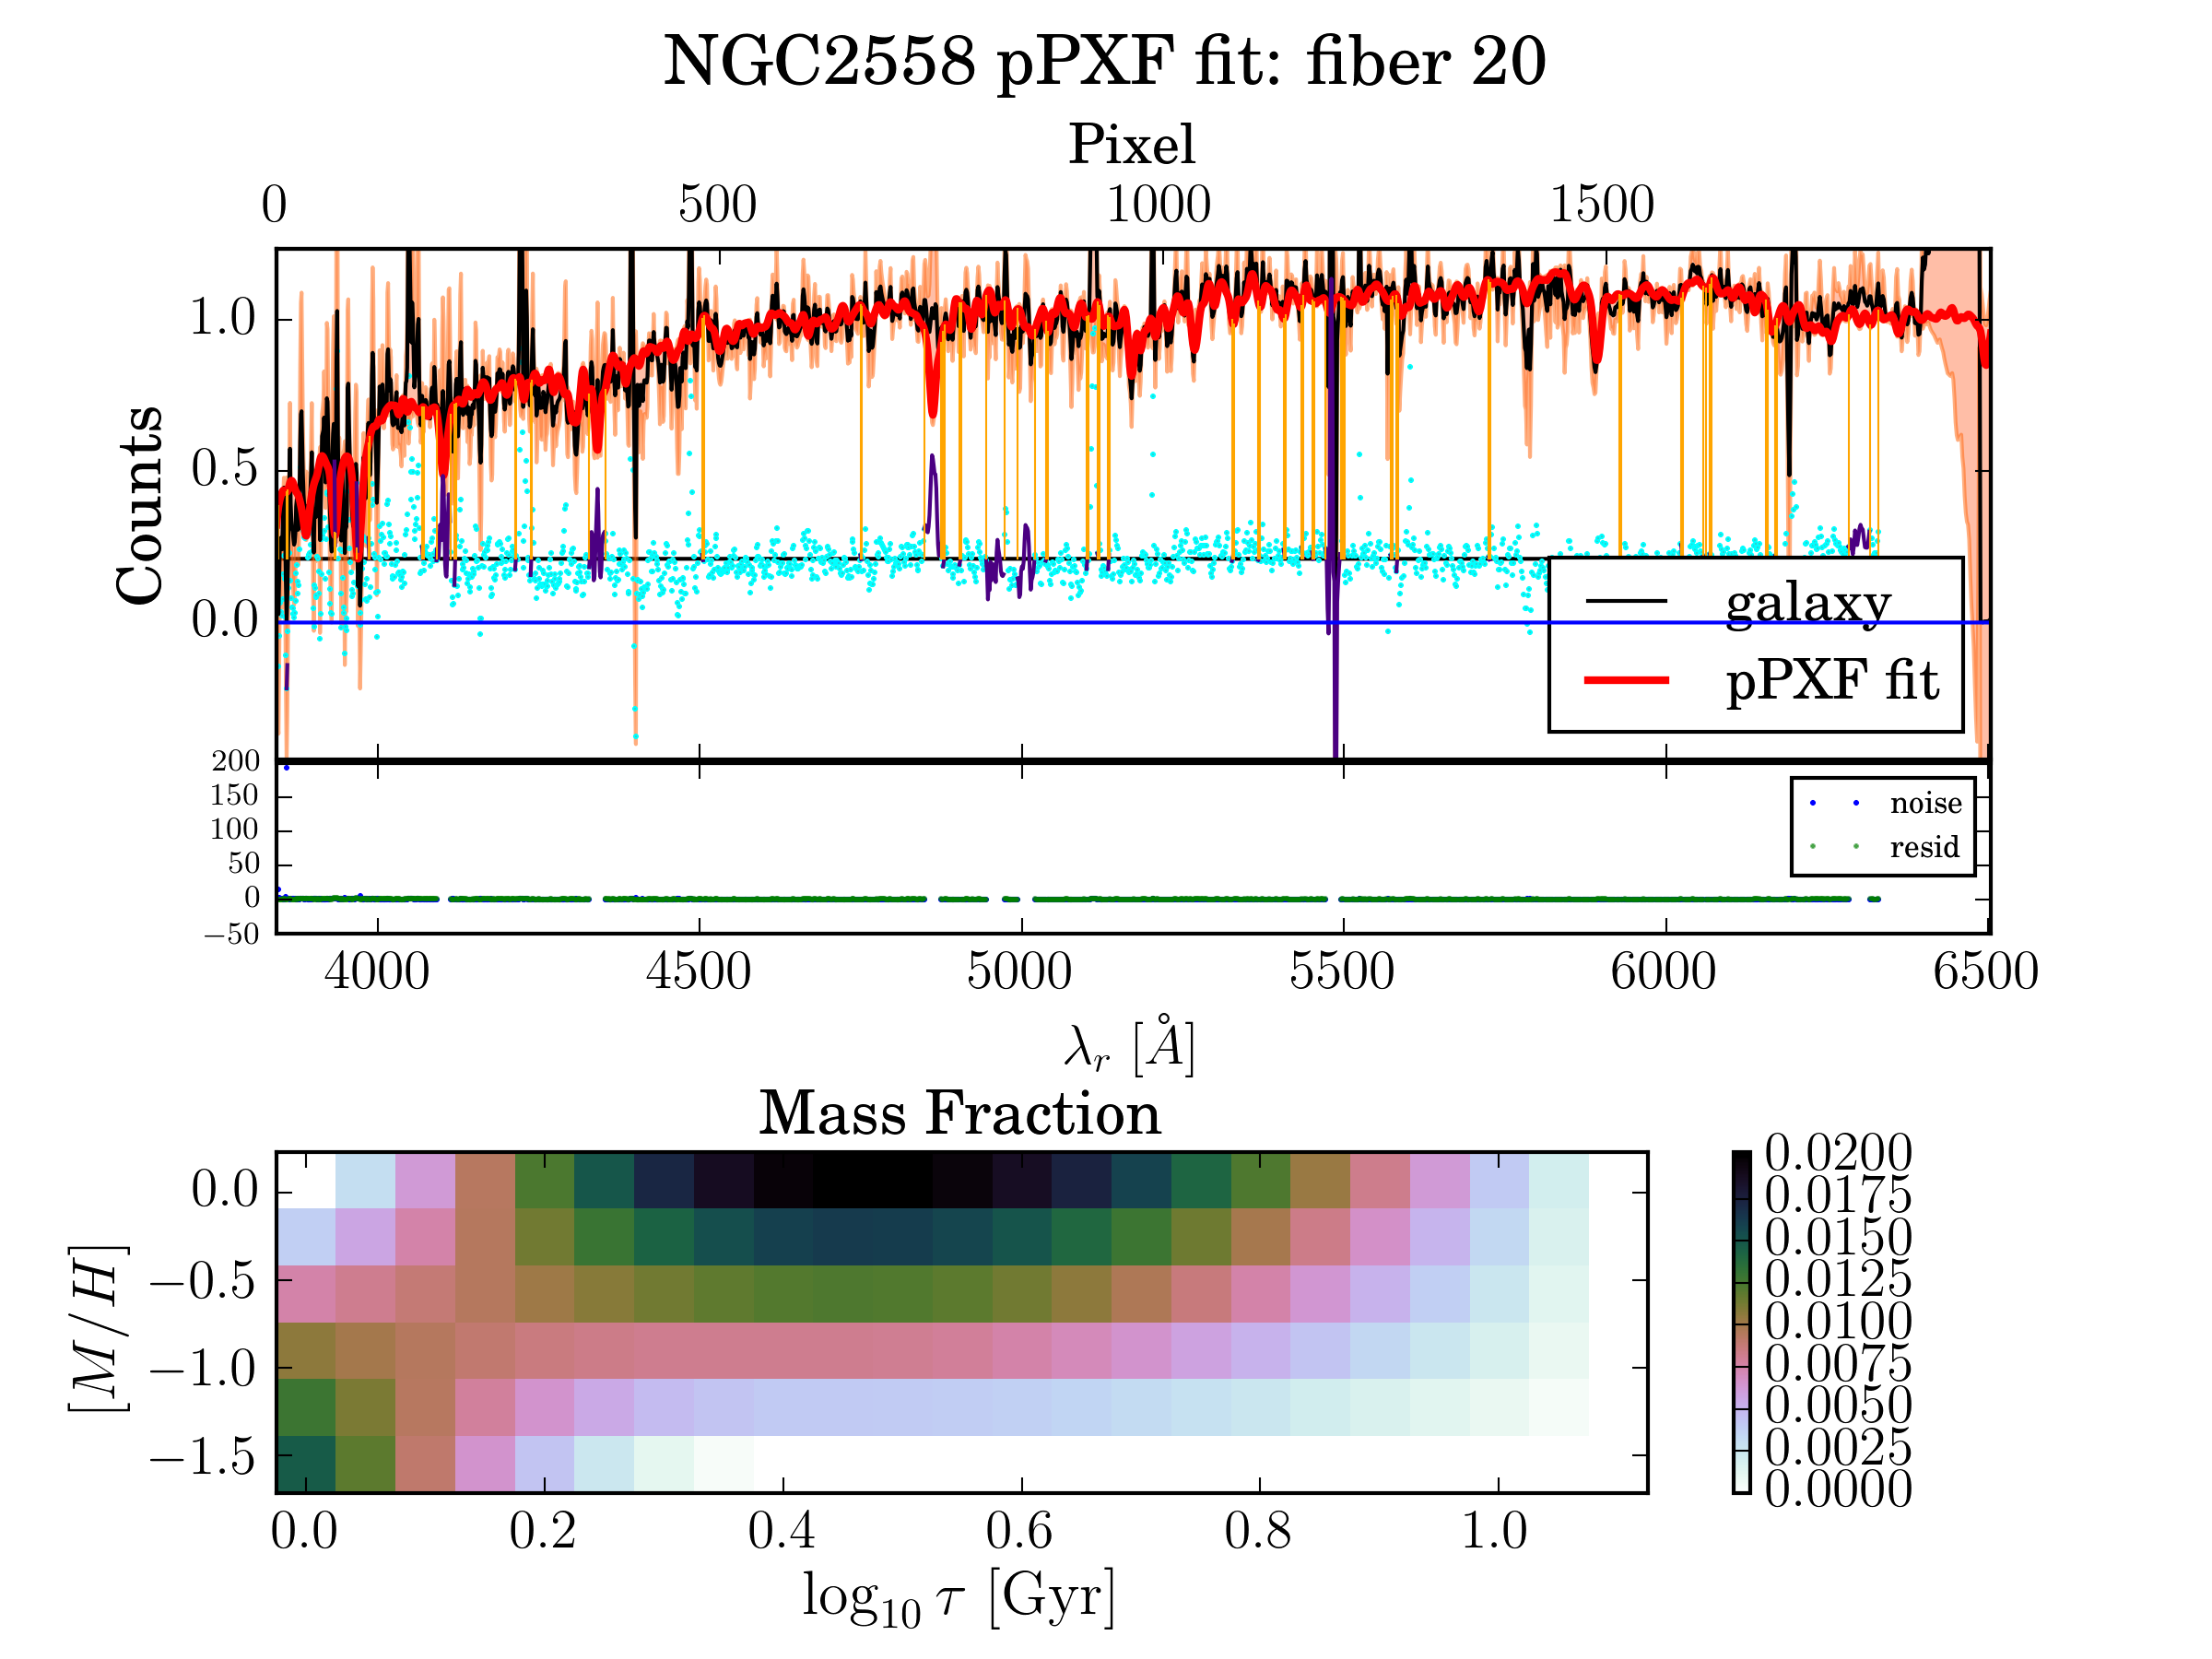 NGC2558 pPXF fit: fiber 20
Pixel
0 500 1000 1500
Counts
1.0
0.5
0.0
galaxy
pPXF fit
200
150
100
50
0
−50
noise
resid
4000 4500 5000 5500 6000 6500
λr [Å]
Mass Fraction
[M/H]
0.0
−0.5
−1.0
−1.5
0.0 0.2 0.4 0.6 0.8 1.0
log10 τ [Gyr]
0.0200
0.0175
0.0150
0.0125
0.0100
0.0075
0.0050
0.0025
0.0000